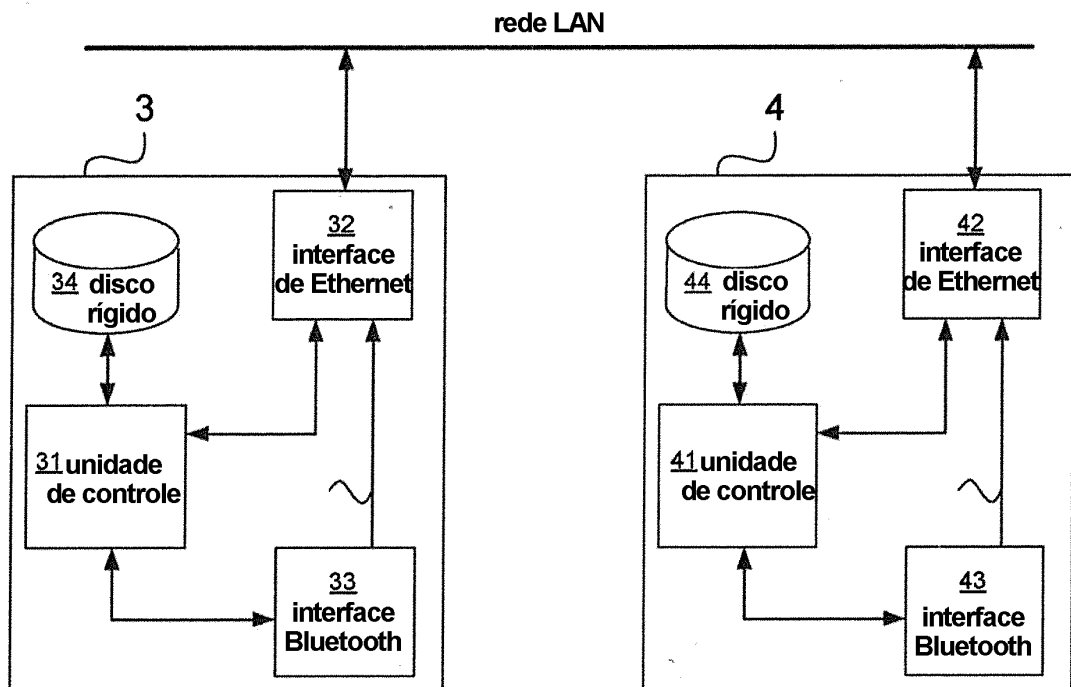 rede LAN
3
4
32
interface
de Ethernet
34 disco
rígido
31 unidade
de controle
33
interface
Bluetooth
42
interface
de Ethernet
44 disco
rígido
41 unidade
de controle
43
interface
Bluetooth